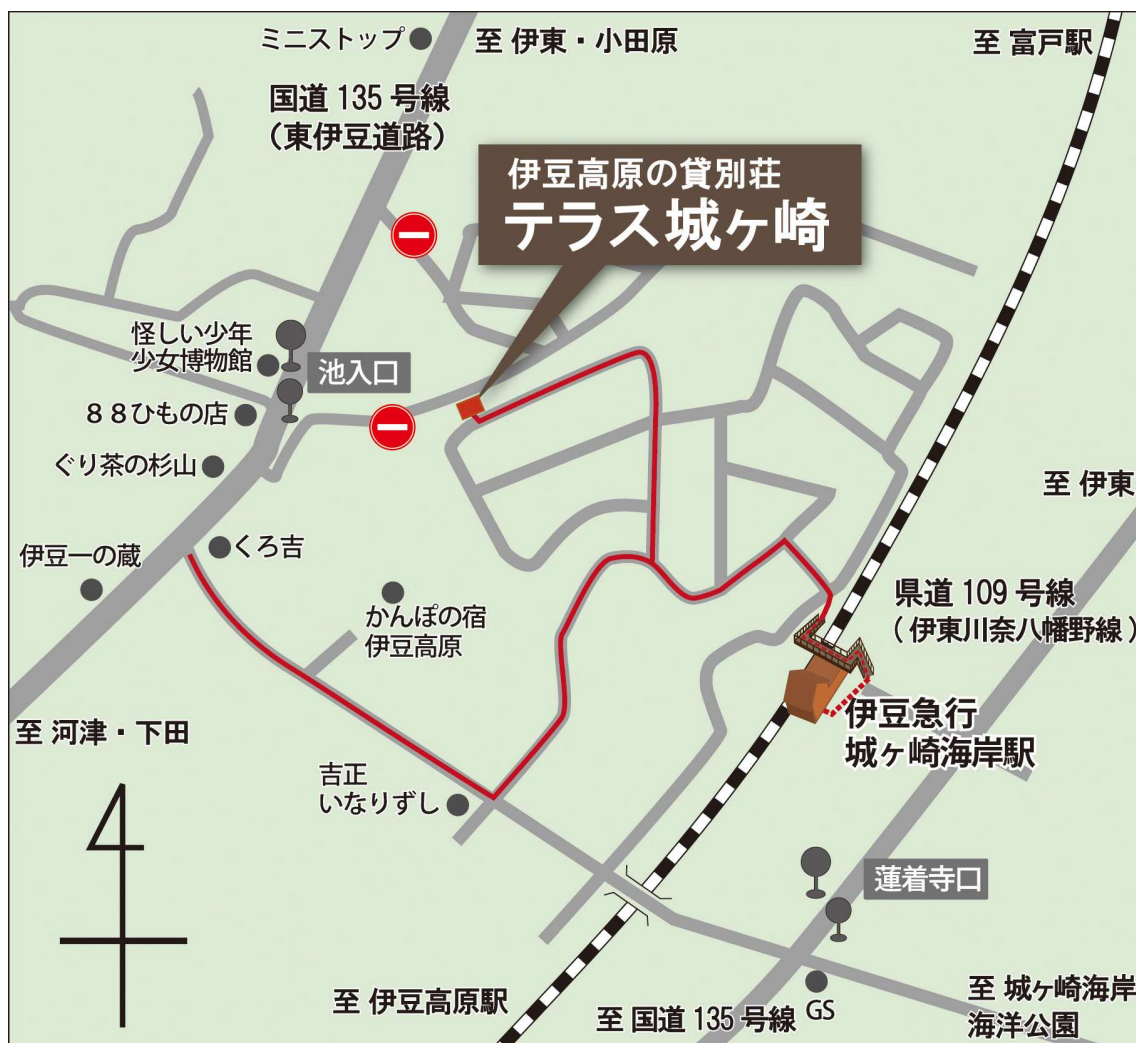 ミニストップ
至 伊東・小田原
至 富戸駅
国道 135 号線
（東伊豆道路）
伊豆高原の貸別荘
テラス城ヶ崎
怪しい少年
少女博物館
池入口
８８ひもの店
ぐり茶の杉山
至 伊東
伊豆一の蔵
くろ吉
かんぽの宿
伊豆高原
県道 109 号線
（ 伊東川奈八幡野線 ）
至 河津・下田
伊豆急行
城ヶ崎海岸駅
吉正
いなりずし
蓮着寺口
至 伊豆高原駅
至 国道 135 号線
GS
至 城ヶ崎海岸
海洋公園